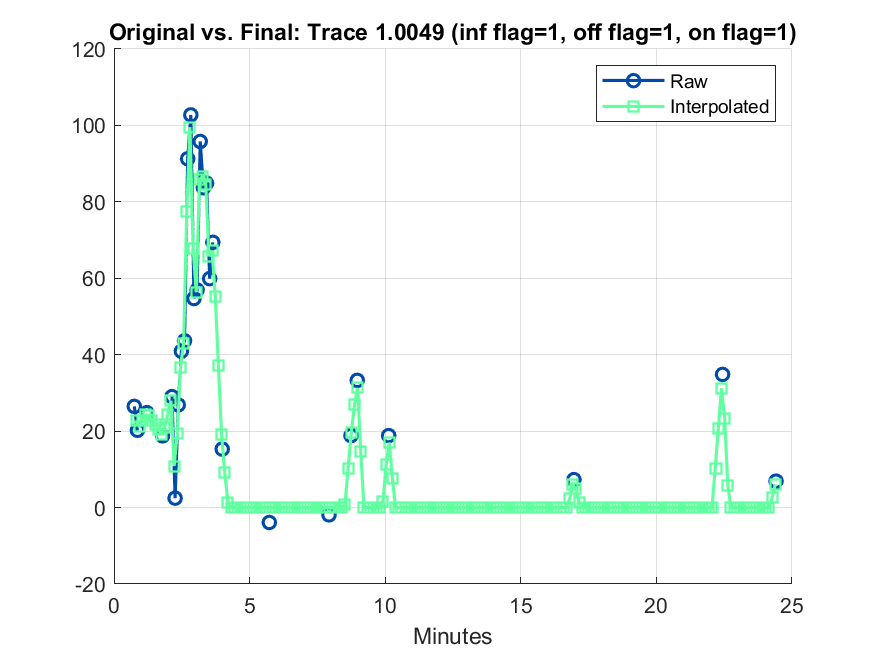 Original vs. Final: Trace 1.0049 (inf flag=1, off flag=1, on flag=1)
120
100
80
60
40
20
0
-20
Raw
Interpolated
0 5 10 15 20 25
Minutes